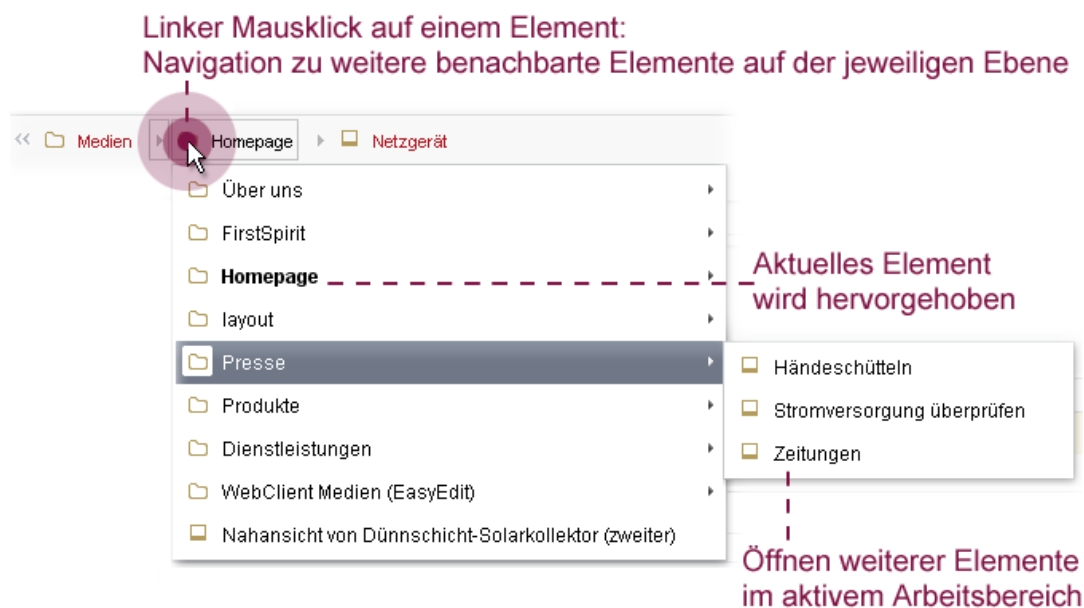 Linker Mausklick auf einem Element:
Navigation zu weitere benachbarte Elemente auf der jeweiligen Ebene
Medien Homepage Netzgerät
Über uns
FirstSpirit
Homepage
Aktuelles Element
wird hervorgehoben
layout
Presse
Händeschütteln
Produkte
Stromversorgung überprüfen
Dienstleistungen
Zeitungen
WebClient Medien (EasyEdit)
Nahansicht von Dünnschicht-Solarkollektor (zweiter)
Öffnen weiterer Elemente
im aktivem Arbeitsbereich